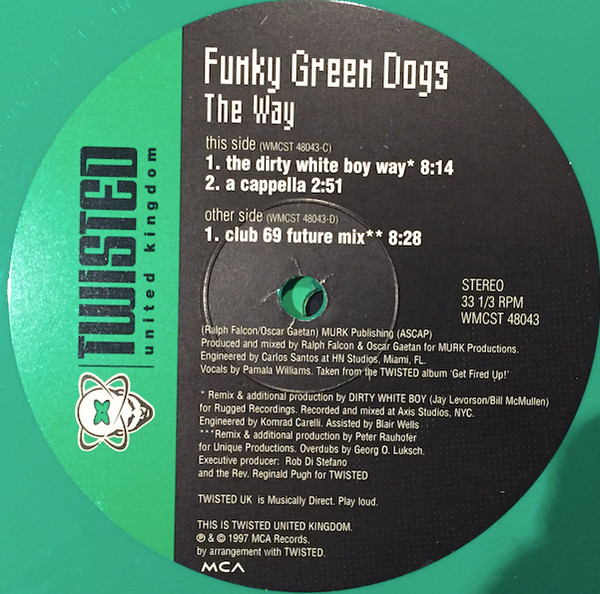 Funky Green Dogs
The Way
this side (WMCST 48043-C)
1. the dirty white boy way* 8:14
2. a cappella 2:51
other side (WMCST 48043-D)
1. club 69 future mix** 8:28
STEREO
33 1/3 RPM
WMCST 48043
(Ralph Falcon/Oscar Gaetan) MURK Publishing (ASCAP)
Produced and mixed by Ralph Falcon & Oscar Gaetan for MURK Productions.
Engineered by Carlos Santos at HN Studios, Miami, FL.
Vocals by Pamala Williams. Taken from the TWISTED album 'Get Fired Up!'
* Remix & additional production by DIRTY WHITE BOY (Jay Levorson/Bill McMullen)
for Rugged Recordings. Recorded and mixed at Axis Studios, NYC.
Engineered by Komrad Carelli. Assisted by Blair Wells
***Remix & additional production by Peter Rauhofer
for Unique Productions. Overdubs by Georg O. Luksch.
Executive producer: Rob Di Stefano
and the Rev. Reginald Pugh for TWISTED
TWISTED UK is Musically Direct. Play loud.
THIS IS TWISTED UNITED KINGDOM.
℗ & © 1997 MCA Records,
by arrangement with TWISTED.
MCA
TWISTED
united kingdom